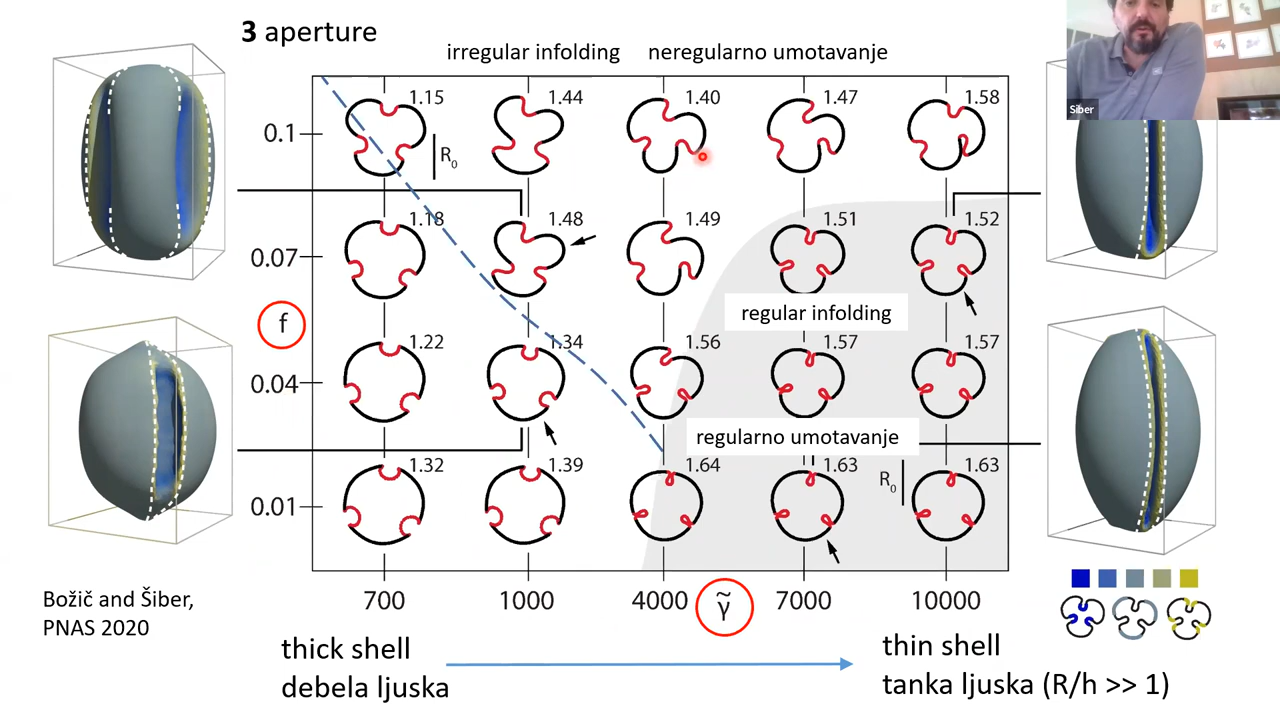 3 aperture
irregular infolding neregularno umotavanje
Siber
0.1 1.15 1.44 1.40 1.47 1.58
R₀
0.07 1.18 1.48 1.49 1.51 1.52
regular infolding
f
0.04 1.22 1.34 1.56 1.57 1.57
regularno umotavanje
0.01 1.32 1.39 1.64 1.63 1.63
R₀
700 1000 4000 γ̃ 7000 10000
Božič and Šiber,
PNAS 2020
thick shell thin shell
debela ljuska tanka ljuska (R/h >> 1)